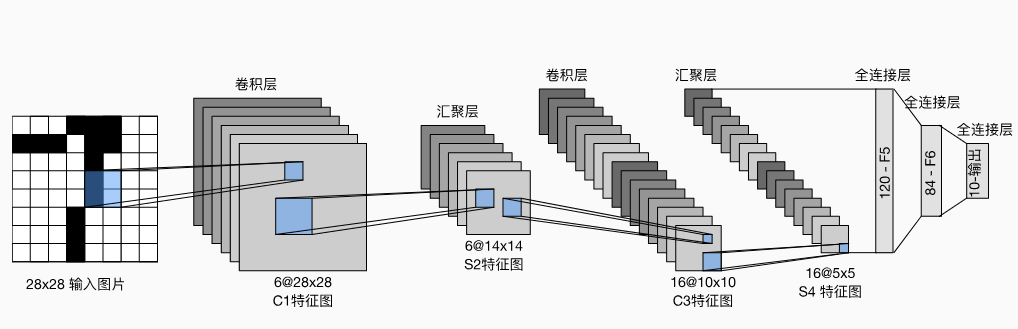 卷积层
汇聚层
卷积层
汇聚层
全连接层
全连接层
全连接层
120 - F5
84 - F6
10-输出
28x28 输入图片
6@28x28
C1特征图
6@14x14
S2特征图
16@10x10
C3特征图
16@5x5
S4 特征图